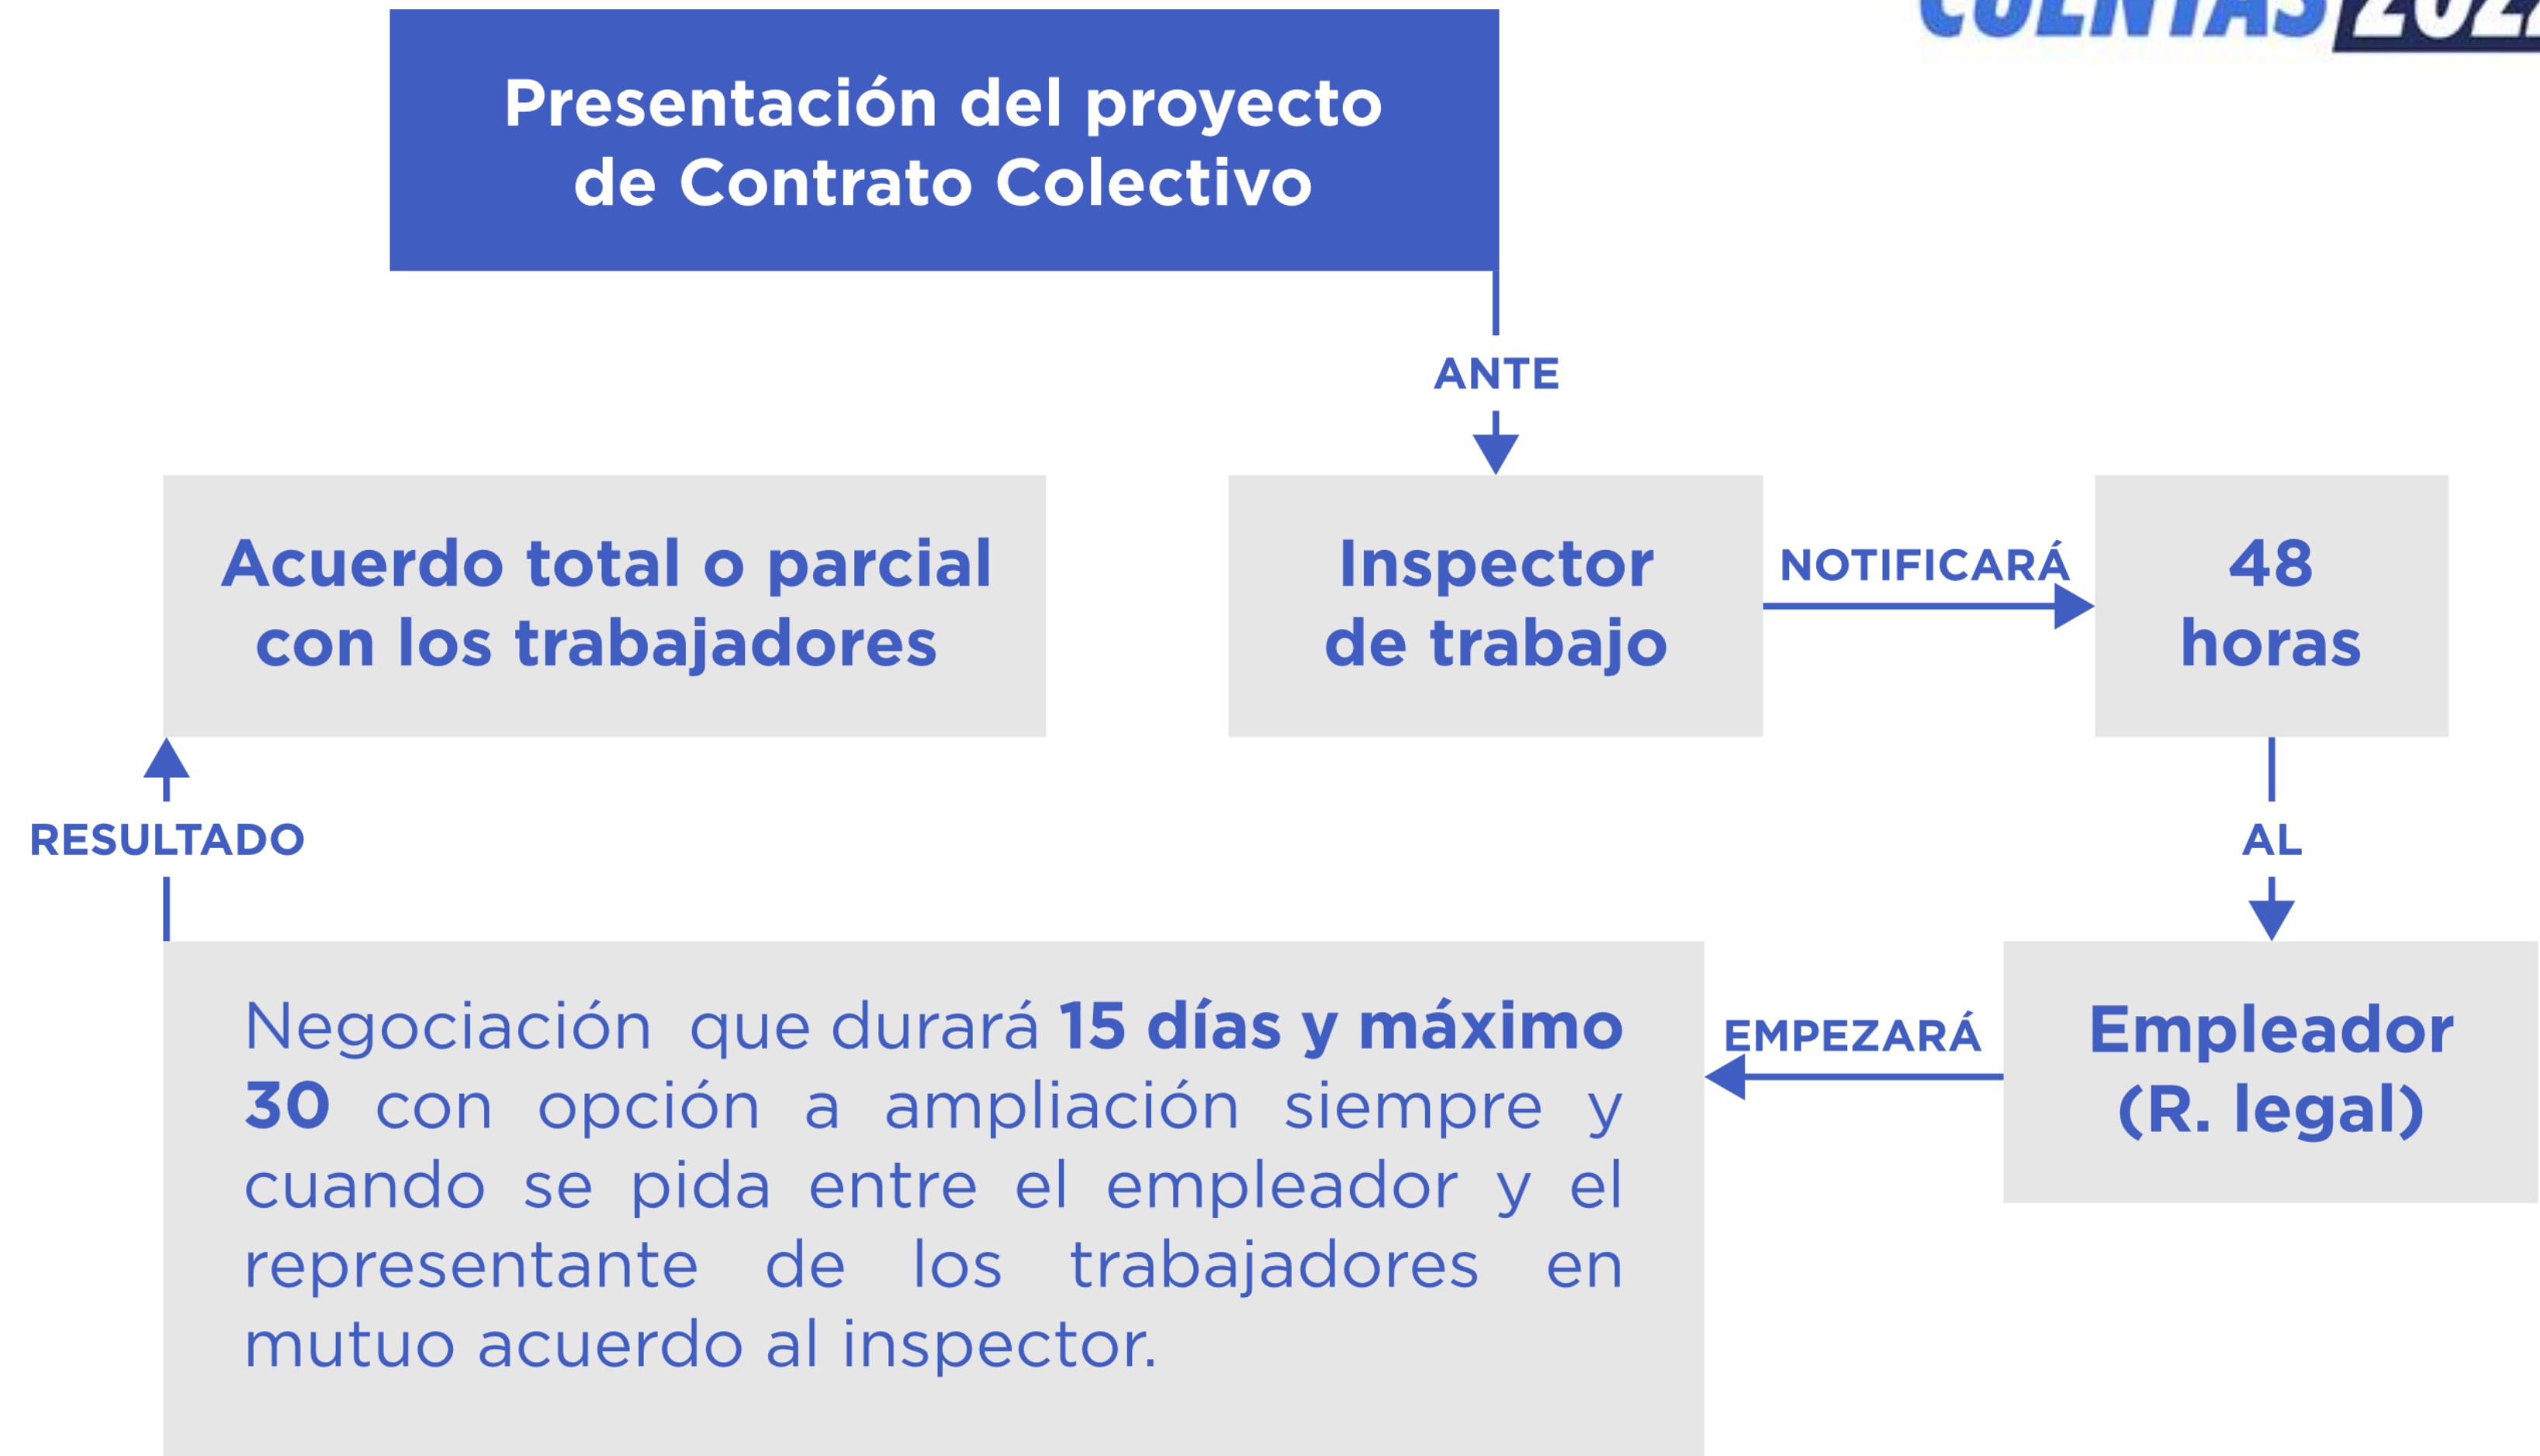 CUENTAS 2022
Presentación del proyecto
de Contrato Colectivo
ANTE
Acuerdo total o parcial
con los trabajadores
Inspector
de trabajo
NOTIFICARÁ
48
horas
RESULTADO
AL
Negociación que durará 15 días y máximo
30 con opción a ampliación siempre y
cuando se pida entre el empleador y el
representante de los trabajadores en
mutuo acuerdo al inspector.
EMPEZARÁ
Empleador
(R. legal)